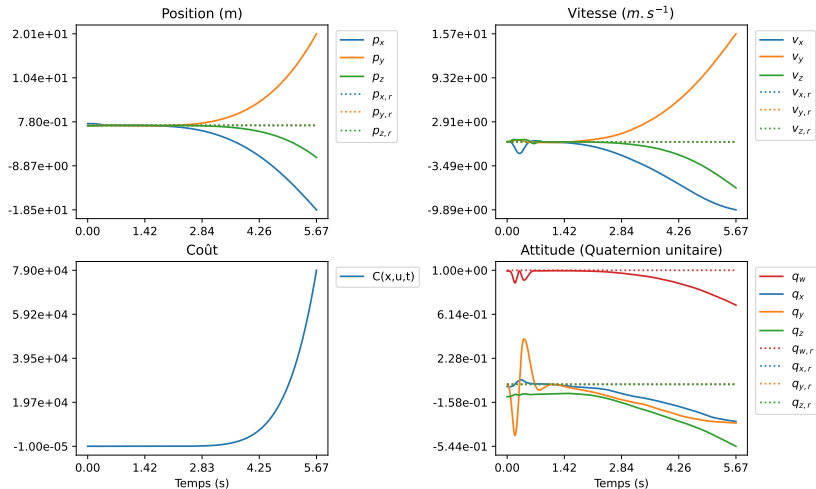 Position (m)
2.01e+01
1.04e+01
7.80e-01
-8.87e+00
-1.85e+01
0.00 1.42 2.84 4.26 5.67
p_x
p_y
p_z
p_{x,r}
p_{y,r}
p_{z,r}
Vitesse (m.s^{-1})
1.57e+01
9.32e+00
2.91e+00
-3.49e+00
-9.89e+00
0.00 1.42 2.84 4.26 5.67
v_x
v_y
v_z
v_{x,r}
v_{y,r}
v_{z,r}
Coût
7.90e+04
5.92e+04
3.95e+04
1.97e+04
-1.00e-05
0.00 1.42 2.83 4.25 5.67
Temps (s)
C(x,u,t)
Attitude (Quaternion unitaire)
1.00e+00
6.14e-01
2.28e-01
-1.58e-01
-5.44e-01
0.00 1.42 2.84 4.26 5.67
Temps (s)
q_w
q_x
q_y
q_z
q_{w,r}
q_{x,r}
q_{y,r}
q_{z,r}